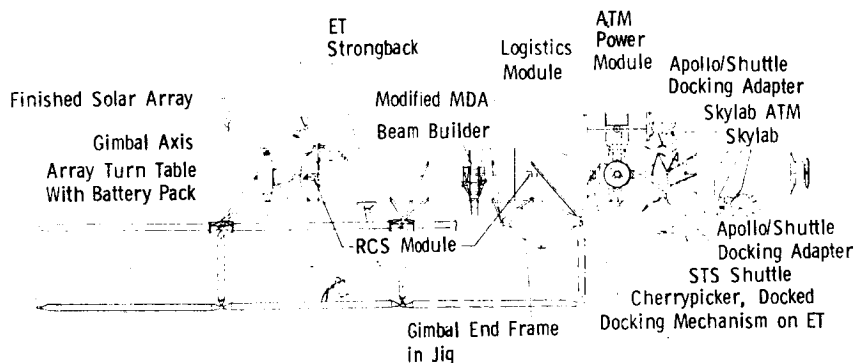 ET
Strongback
Logistics
Module
ATM
Power
Module
Apollo/Shuttle
Docking Adapter
Finished Solar Array
Modified MDA
Skylab ATM
Skylab
Gimbal Axis
Beam Builder
Array Turn Table
With Battery Pack
RCS Module
Apollo/Shuttle
Docking Adapter
STS Shuttle
Cherrypicker, Docked
Docking Mechanism on ET
Gimbal End Frame
in Jig